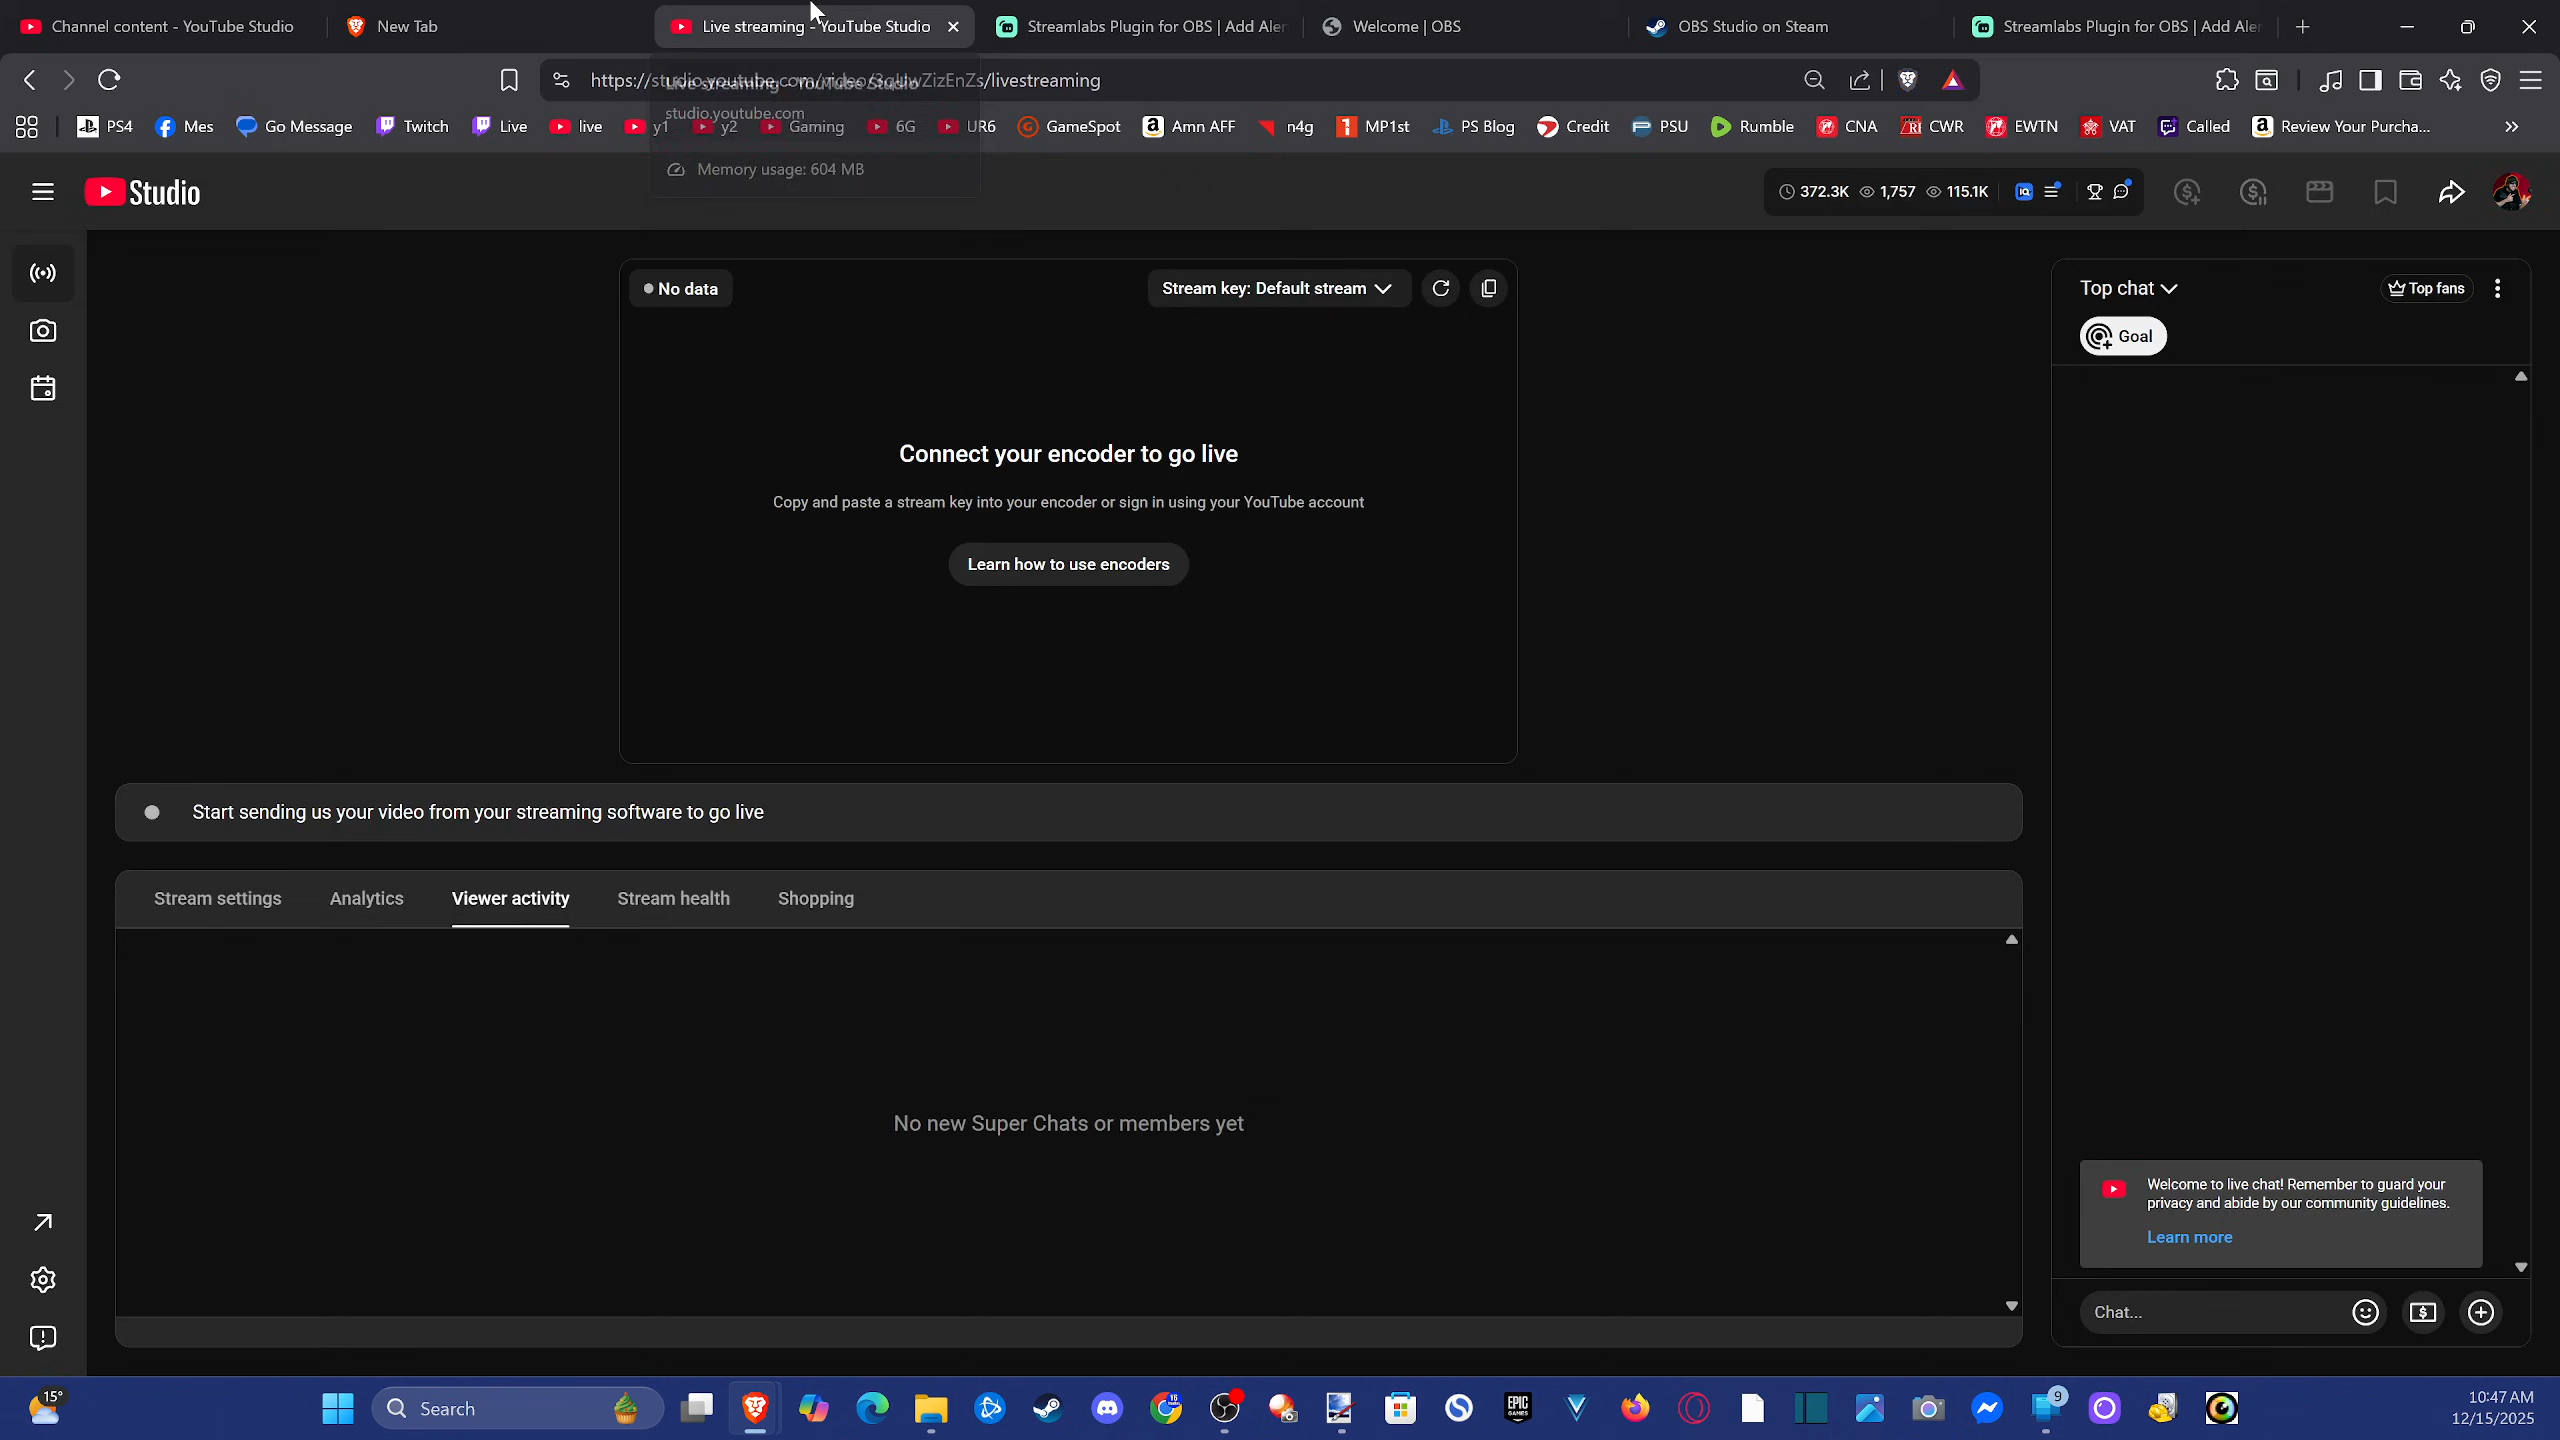 Channel content - YouTube Studio
New Tab
Live streaming - YouTube Studio
Streamlabs Plugin for OBS | Add Aler
Welcome | OBS
OBS Studio on Steam
Streamlabs Plugin for OBS | Add Aler
Live streaming - YouTube Studio
studio.youtube.com
PS4
Mes
Go Message
Twitch
Live
live
y1
y2
Gaming
6G
UR6
GameSpot
Amn AFF
n4g
MP1st
PS Blog
Credit
PSU
Rumble
CNA
CWR
EWTN
VAT
Called
Review Your Purcha...
Memory usage: 604 MB
Studio
372.3K
1,757
115.1K
No data
Stream key: Default stream
Top chat
Top fans
Goal
Connect your encoder to go live
Copy and paste a stream key into your encoder or sign in using your YouTube account
Learn how to use encoders
Start sending us your video from your streaming software to go live
Stream settings
Analytics
Viewer activity
Stream health
Shopping
No new Super Chats or members yet
Welcome to live chat! Remember to guard your
privacy and abide by our community guidelines.
Learn more
Chat...
15°
Search
EPIC
GAMES
9
10:47 AM
12/15/2025